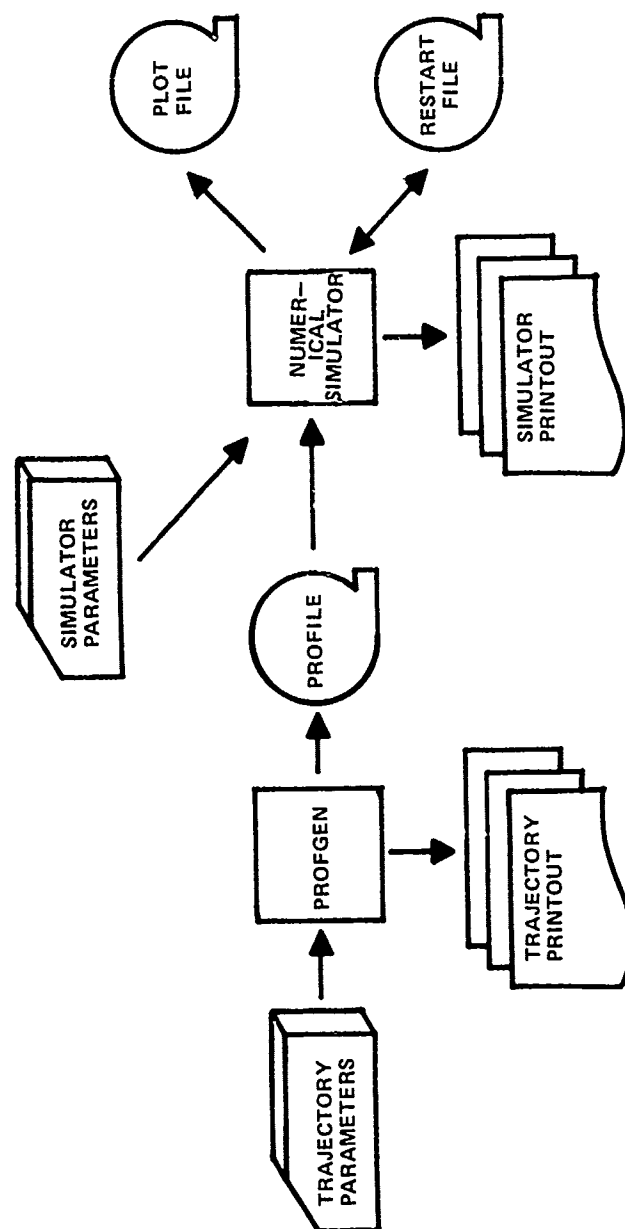 TRAJECTORY
PARAMETERS
PROFGEN
TRAJECTORY
PRINTOUT
PROFILE
SIMULATOR
PARAMETERS
NUMER–
ICAL
SIMULATOR
SIMULATOR
PRINTOUT
PLOT
FILE
RESTART
FILE